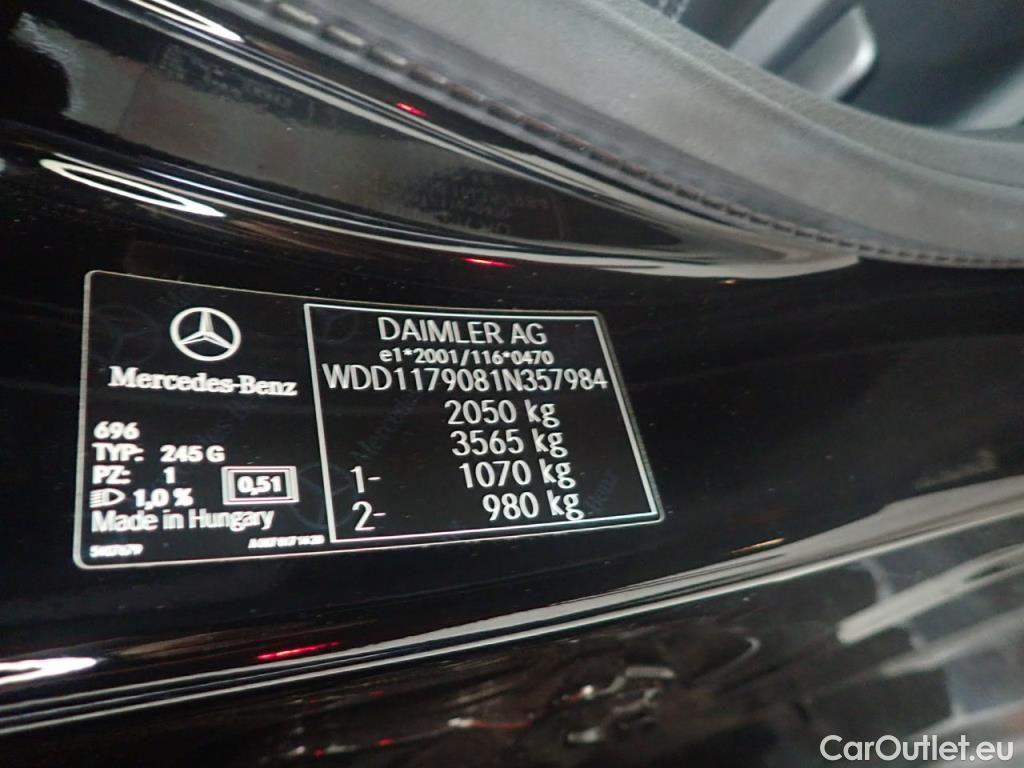 Mercedes-Benz
696
TYP: 245 G
PZ: 1
1,0 %
0,51
Made in Hungary
DAIMLER AG
e1*2001/116*0470
WDD1179081N357984
2050 kg
3565 kg
1- 1070 kg
2- 980 kg
CarOutlet.eu